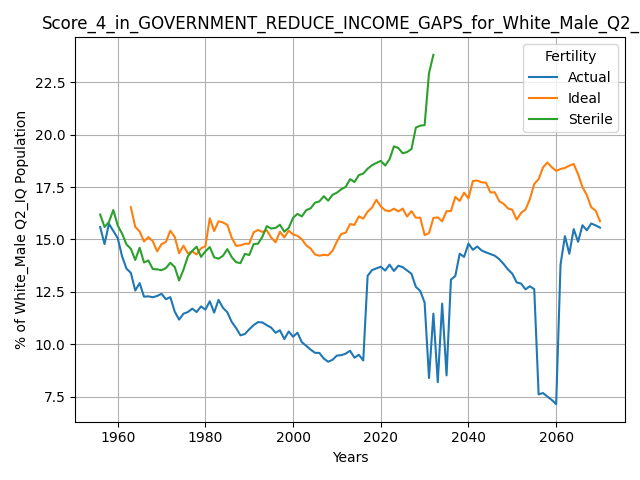 Score_4_in_GOVERNMENT_REDUCE_INCOME_GAPS_for_White_Male_Q2_
Fertility
Actual
Ideal
Sterile
% of White_Male Q2_IQ Population
22.5
20.0
17.5
15.0
12.5
10.0
7.5
1960 1980 2000 2020 2040 2060
Years